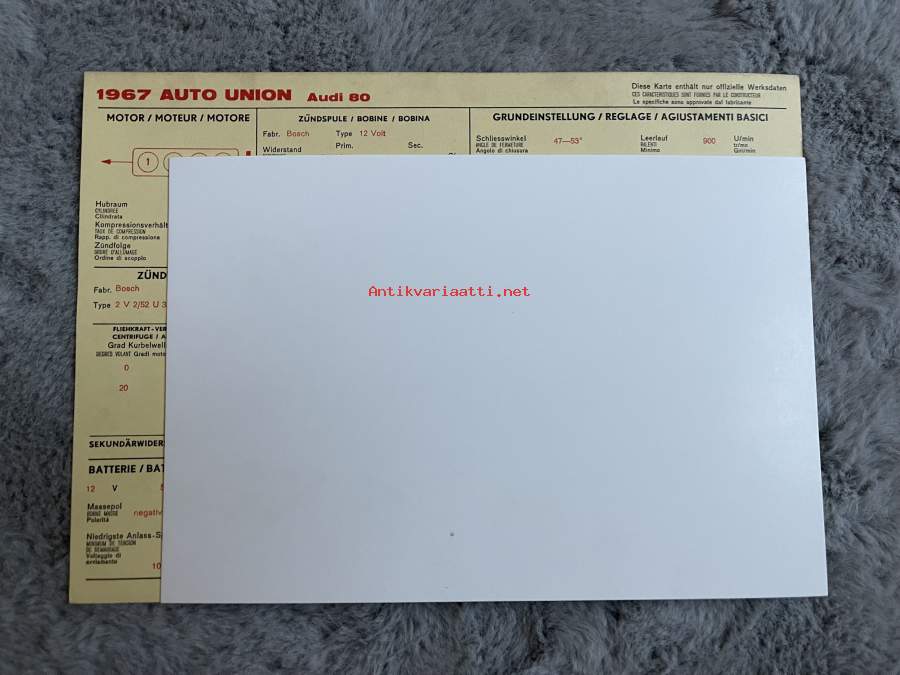 1967 AUTO UNION Audi 80
Diese Karte enthält nur offizielle Werksdaten
CES CARACTERISTIQUES SONT FOURNIES PAR LE CONSTRUCTEUR
Le specifiche sono approvate dal fabricante
MOTOR / MOTEUR / MOTORE
1
Hubraum
CYLINDREE
Cilindrata
Kompressionsverhält
TAUX DE COMPRESSION
Rapp. di compressione
Zündfolge
ORDRE D'ALLUMAGE
Ordine di scoppio
ZÜNDSPULE / BOBINE / BOBINA
Fabr. Bosch Type 12 Volt
Widerstand Prim. Sec.
GRUNDEINSTELLUNG / REGLAGE / AGIUSTAMENTI BASICI
Schliesswinkel 47—53° Leerlauf 900 U/min
ANGLE DE FERMETURE RALENTI tr/mn
Angolo di chiusura Minimo Giri/min
ZÜND
Fabr. Bosch
Type 2 V 2/52 U 3
FLIEHKRAFT-VER
CENTRIFUGE / A
Grad Kurbelwell
DEGRES VOLANT Gradi moto
0
20
SEKUNDÄRWIDER
BATTERIE / BAT
12 V
Massepol
BORNE MASSE negativ
Polarità
Niedrigste Anlass-S
MINIMUM DE TENSION
DE DEMARRAGE
Voltaggio di
avviamento
10
Antikvariaatti.net